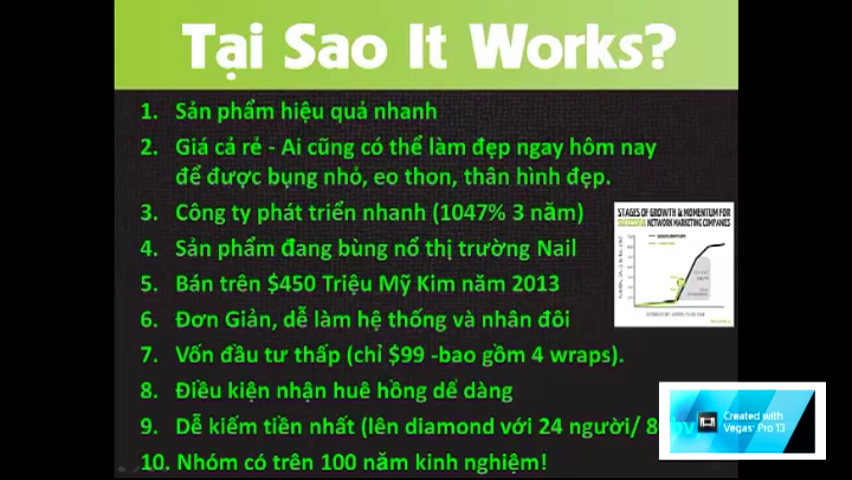 Tại Sao It Works?
1. Sản phẩm hiệu quả nhanh
2. Giá cả rẻ - Ai cũng có thể làm đẹp ngay hôm nay
để được bụng nhỏ, eo thon, thân hình đẹp.
3. Công ty phát triển nhanh (1047% 3 năm)
STAGES OF GROWTH & MOMENTUM FOR
SUCCESSFUL NETWORK MARKETING COMPANIES
4. Sản phẩm đang bùng nổ thị trường Nail
5. Bán trên $450 Triệu Mỹ Kim năm 2013
6. Đơn Giản, dễ làm hệ thống và nhân đôi
7. Vốn đầu tư thấp (chỉ $99 -bao gồm 4 wraps).
8. Điều kiện nhận huê hồng dể dàng
9. Dễ kiếm tiền nhất (lên diamond với 24 người/
10. Nhóm có trên 100 năm kinh nghiệm!
Created with
Vegas Pro 13